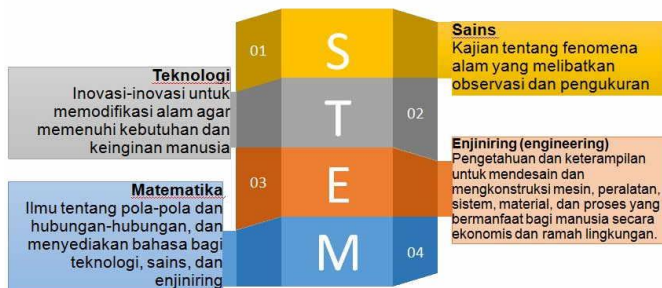 01
S
Sains
Kajian tentang fenomena
alam yang melibatkan
observasi dan pengukuran
Teknologi
Inovasi-inovasi untuk
memodifikasi alam agar
memenuhi kebutuhan dan
keinginan manusia
T
02
03
E
Enjiniring (engineering)
Pengetahuan dan keterampilan
untuk mendesain dan
mengkonstruksi mesin, peralatan,
sistem, material, dan proses yang
bermanfaat bagi manusia secara
ekonomis dan ramah lingkungan.
Matematika
Ilmu tentang pola-pola dan
hubungan-hubungan, dan
menyediakan bahasa bagi
teknologi, sains, dan
enjiniring
M
04